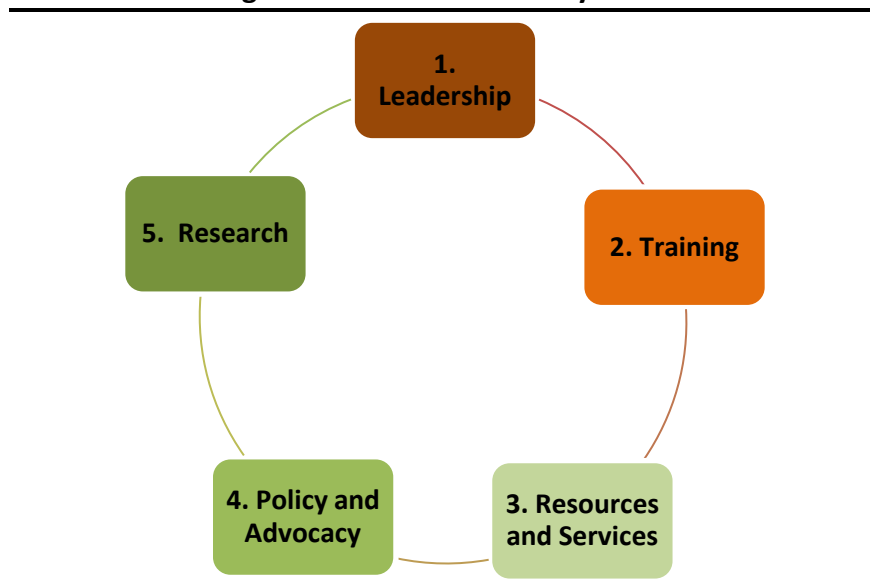 1.
Leadership
2. Training
3. Resources
and Services
4. Policy and
Advocacy
5. Research